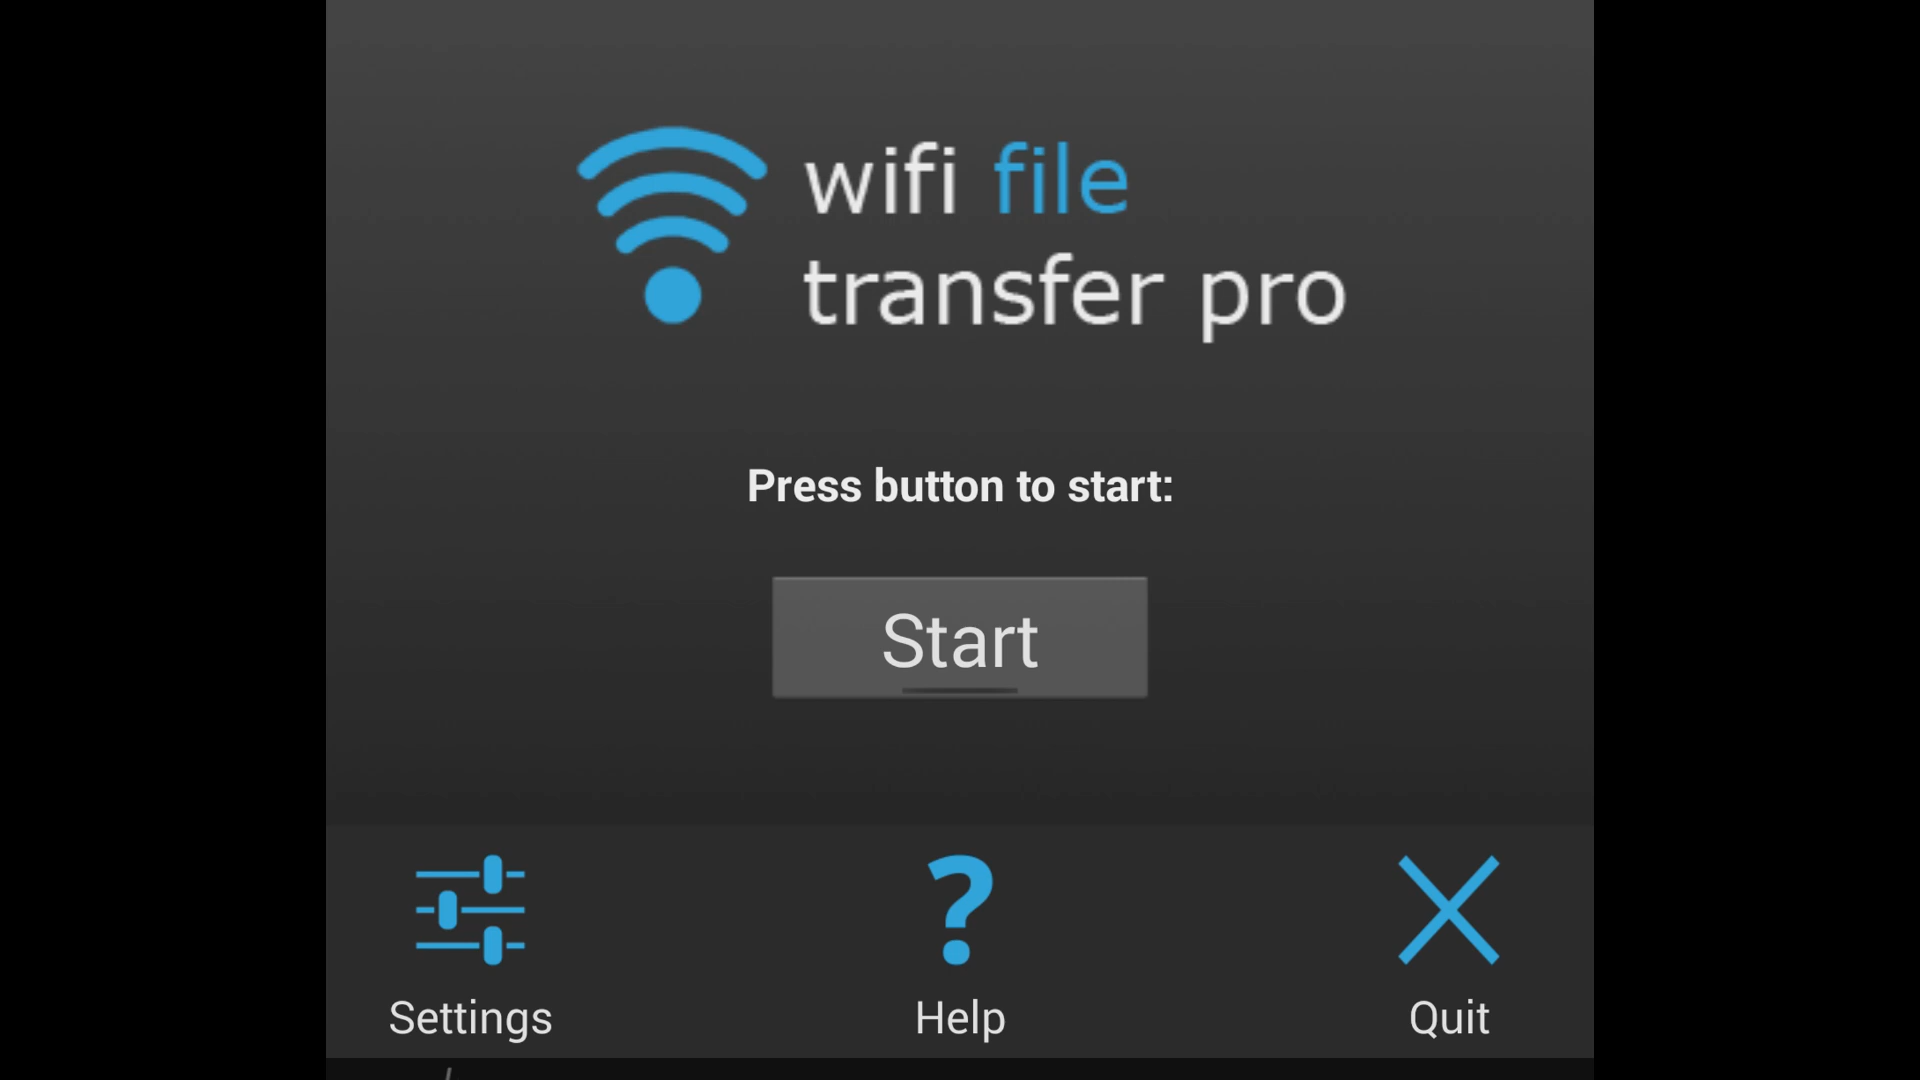 wifi file
transfer pro
Press button to start:
Start
Settings
Help
Quit